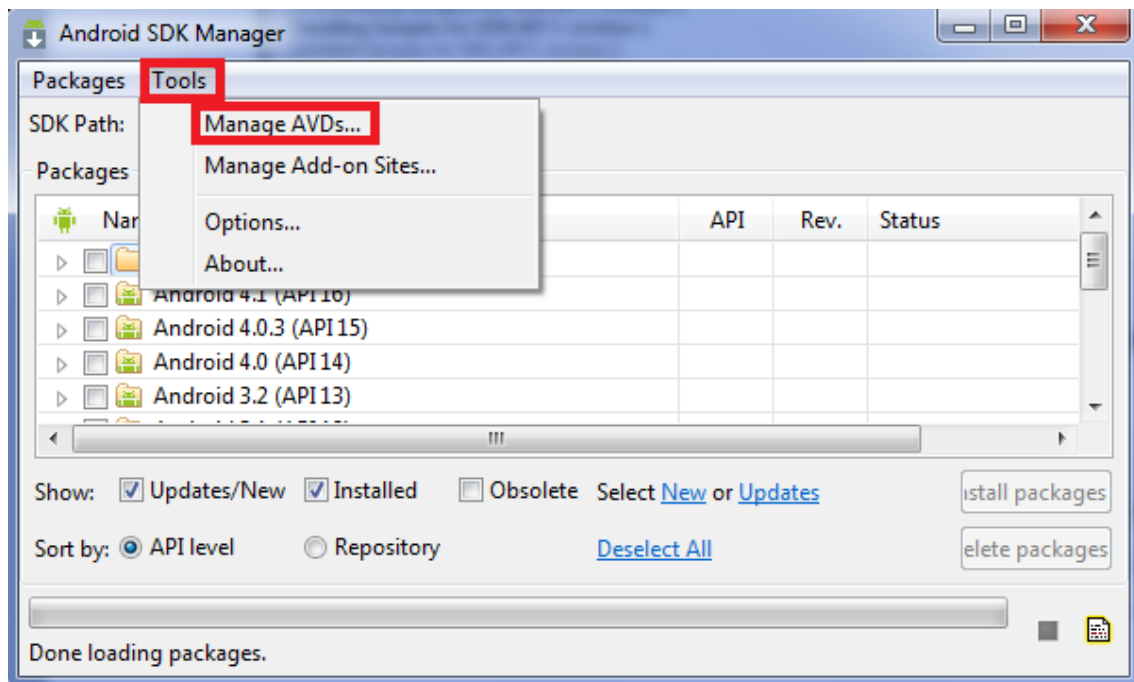 Android SDK Manager
Packages Tools
SDK Path:
Manage AVDs...
Manage Add-on Sites...
Options...
About...
Packages
API Rev. Status
Android 4.1 (API 16)
Android 4.0.3 (API 15)
Android 4.0 (API 14)
Android 3.2 (API 13)
Show: Updates/New Installed Obsolete Select New or Updates
install packages
Sort by: API level Repository Deselect All
elete packages
Done loading packages.